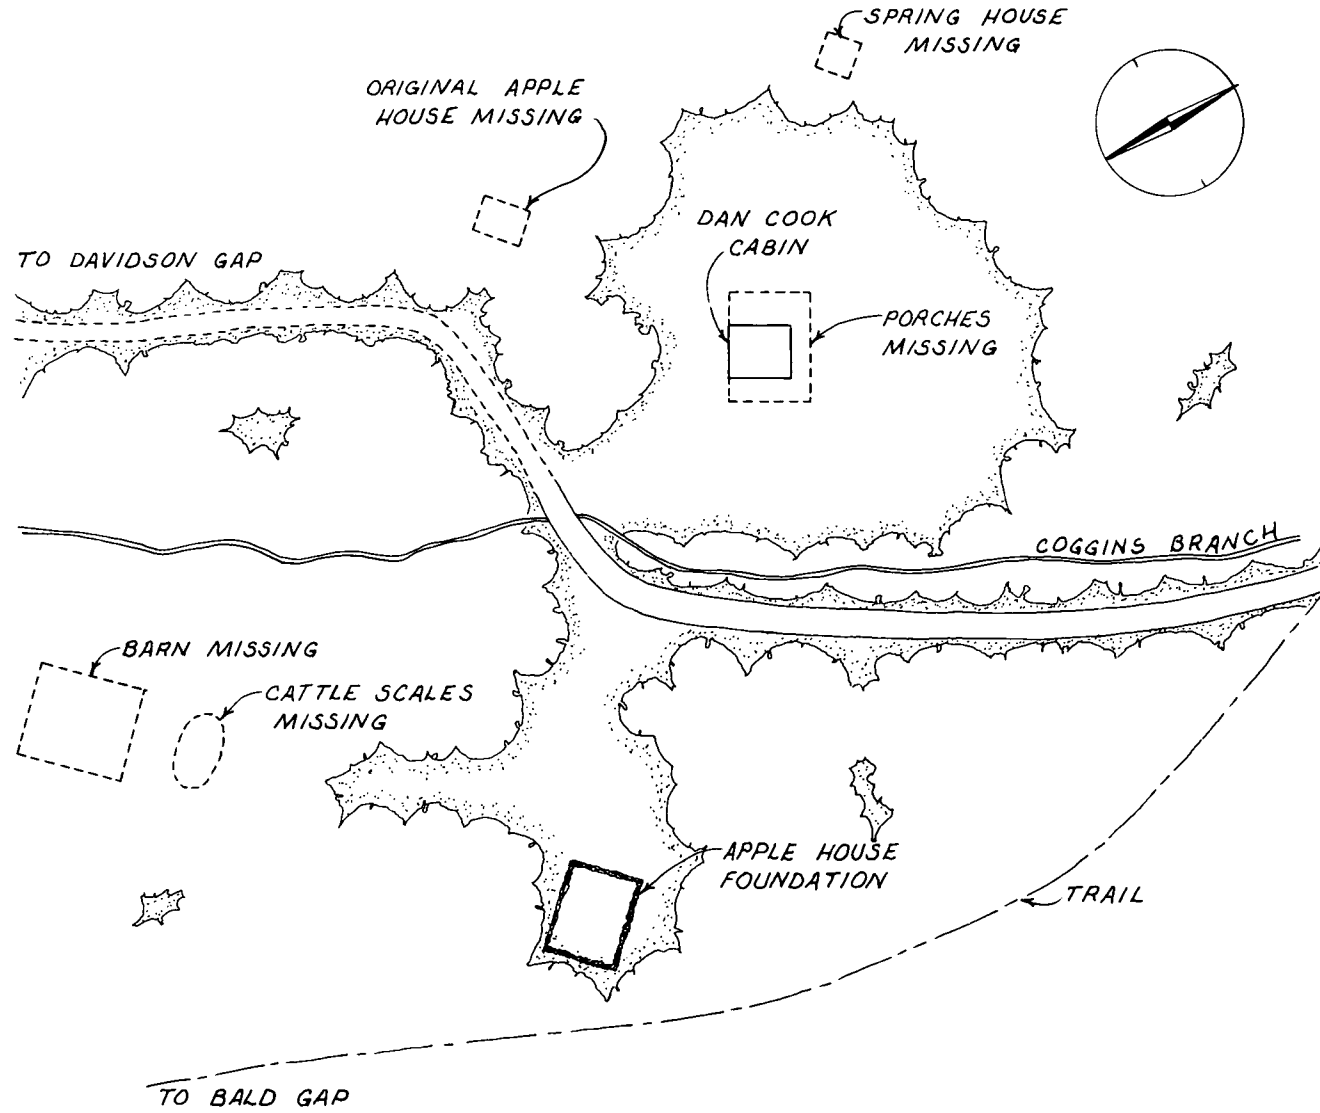 SPRING HOUSE
MISSING
ORIGINAL APPLE
HOUSE MISSING
DAN COOK
CABIN
TO DAVIDSON GAP
PORCHES
MISSING
COGGINS BRANCH
BARN MISSING
CATTLE SCALES
MISSING
APPLE HOUSE
FOUNDATION
TRAIL
TO BALD GAP